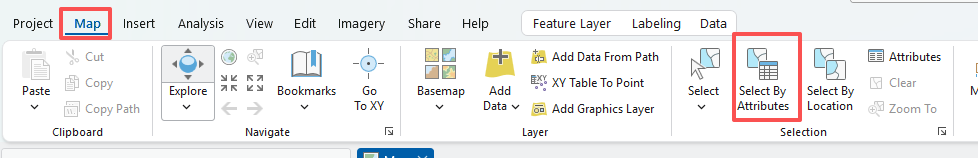 Project Map Insert Analysis View Edit Imagery Share Help Feature Layer Labeling Data
Paste
Cut
Copy
Copy Path
Clipboard
Explore
Bookmarks
Go
To XY
Navigate
Basemap
Add
Data
Add Data From Path
XY Table To Point
Add Graphics Layer
Layer
Select
Select By
Attributes
Select By
Location
Attributes
Clear
Zoom To
Selection